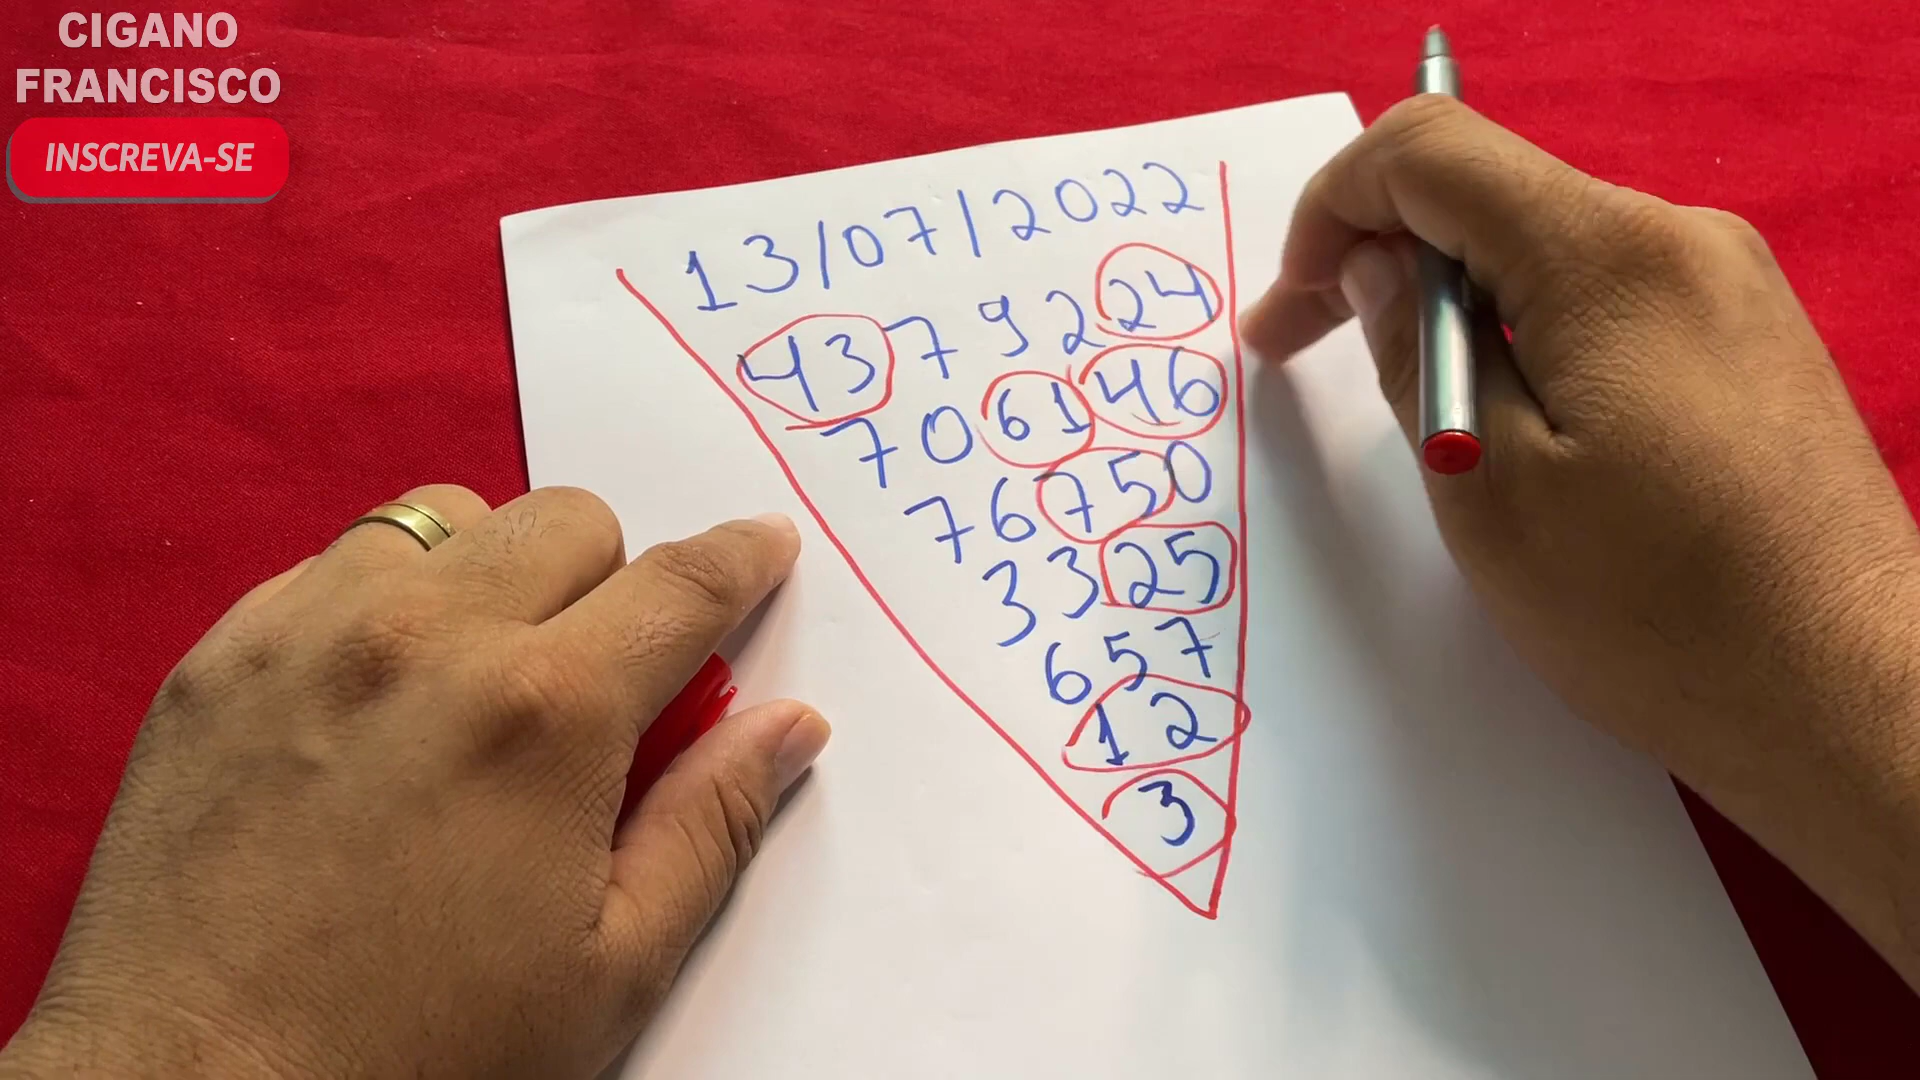 CIGANO
FRANCISCO
INSCREVA-SE
13/07/2022
4379224
706146
76750
3325
657
12
3